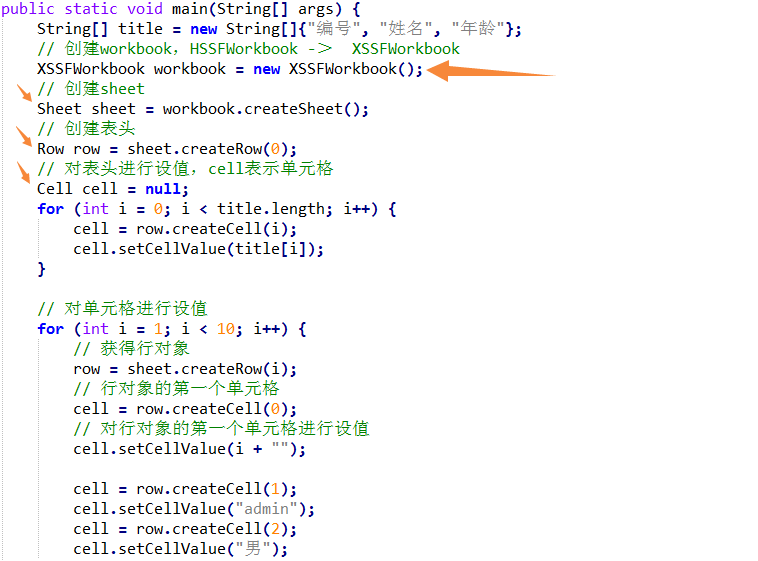 public static void main(String[] args) {
String[] title = new String[]{"编号", "姓名", "年龄"};
// 创建workbook，HSSFWorkbook -＞ XSSFWorkbook
XSSFWorkbook workbook = new XSSFWorkbook();
// 创建sheet
Sheet sheet = workbook.createSheet();
// 创建表头
Row row = sheet.createRow(0);
// 对表头进行设值，cell表示单元格
Cell cell = null;
for (int i = 0; i < title.length; i++) {
cell = row.createCell(i);
cell.setCellValue(title[i]);
}
// 对单元格进行设值
for (int i = 1; i < 10; i++) {
// 获得行对象
row = sheet.createRow(i);
// 行对象的第一个单元格
cell = row.createCell(0);
// 对行对象的第一个单元格进行设值
cell.setCellValue(i + "");
cell = row.createCell(1);
cell.setCellValue("admin");
cell = row.createCell(2);
cell.setCellValue("男");